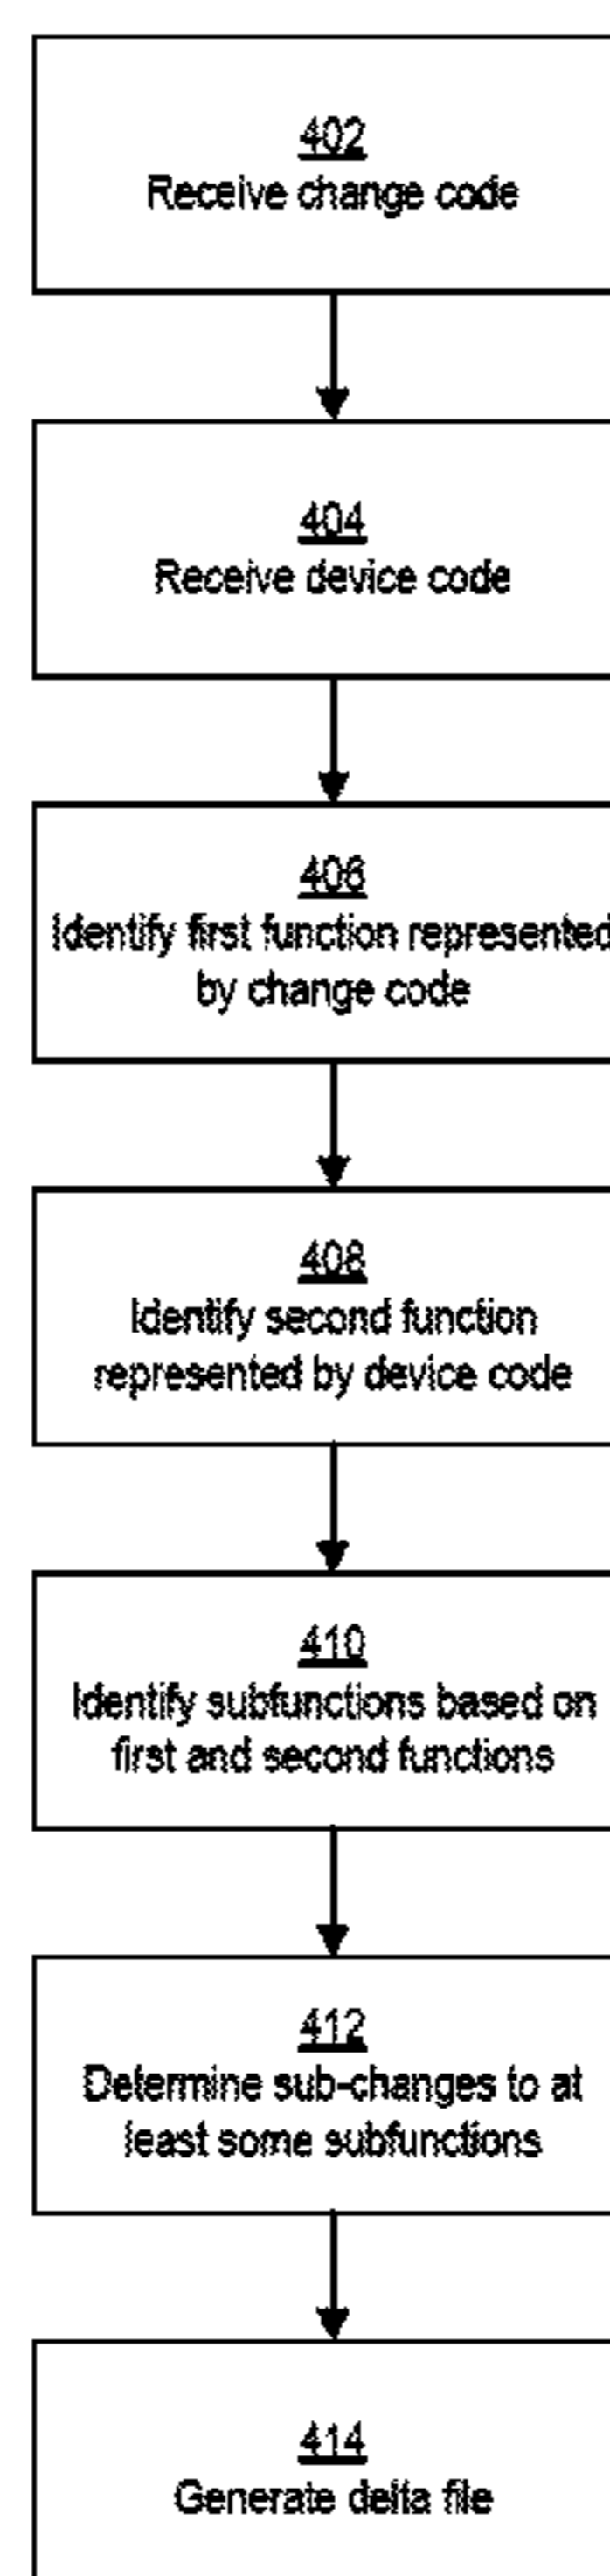 402
Receive change code
404
Receive device code
406
Identify first function represented
by change code
408
Identify second function
represented by device code
410
Identify subfunctions based on
first and second functions
412
Determine sub-changes to at
least some subfunctions
414
Generate delta file